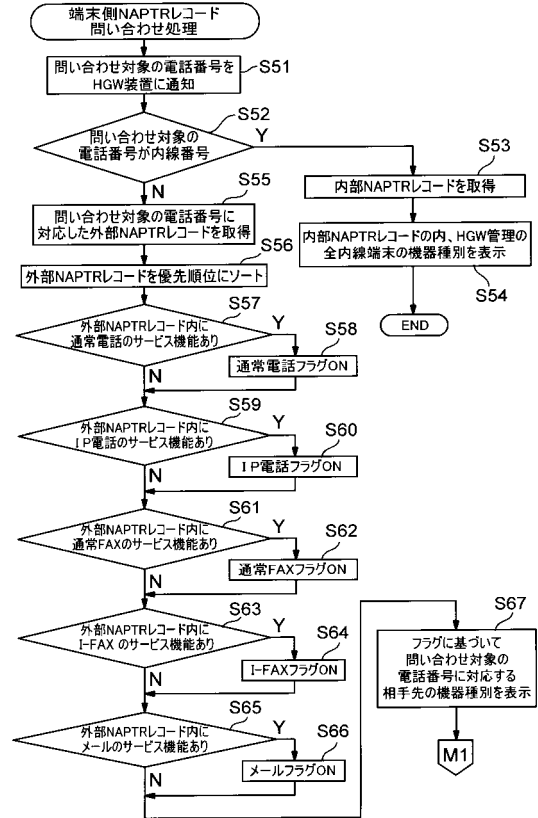 端末側NAPTRレコード
問い合わせ処理
S51
問い合わせ対象の電話番号を
HGW装置に通知
S52
問い合わせ対象の
電話番号が内線番号
Y
N
S53
内部NAPTRレコードを取得
内部NAPTRレコードの内、HGW管理の
全内線端末の機器種別を表示
S54
END
S55
問い合わせ対象の電話番号に
対応した外部NAPTRレコードを取得
S56
外部NAPTRレコードを優先順位にソート
S57
外部NAPTRレコード内に
通常電話のサービス機能あり
Y
N
S58
通常電話フラグON
S59
外部NAPTRレコード内に
IP電話のサービス機能あり
Y
N
S60
IP電話フラグON
S61
外部NAPTRレコード内に
通常FAXのサービス機能あり
Y
N
S62
通常FAXフラグON
S63
外部NAPTRレコード内に
I-FAXのサービス機能あり
Y
N
S64
I-FAXフラグON
S65
外部NAPTRレコード内に
メールのサービス機能あり
Y
N
S66
メールフラグON
S67
フラグに基づいて
問い合わせ対象の
電話番号に対応する
相手先の機器種別を表示
M1